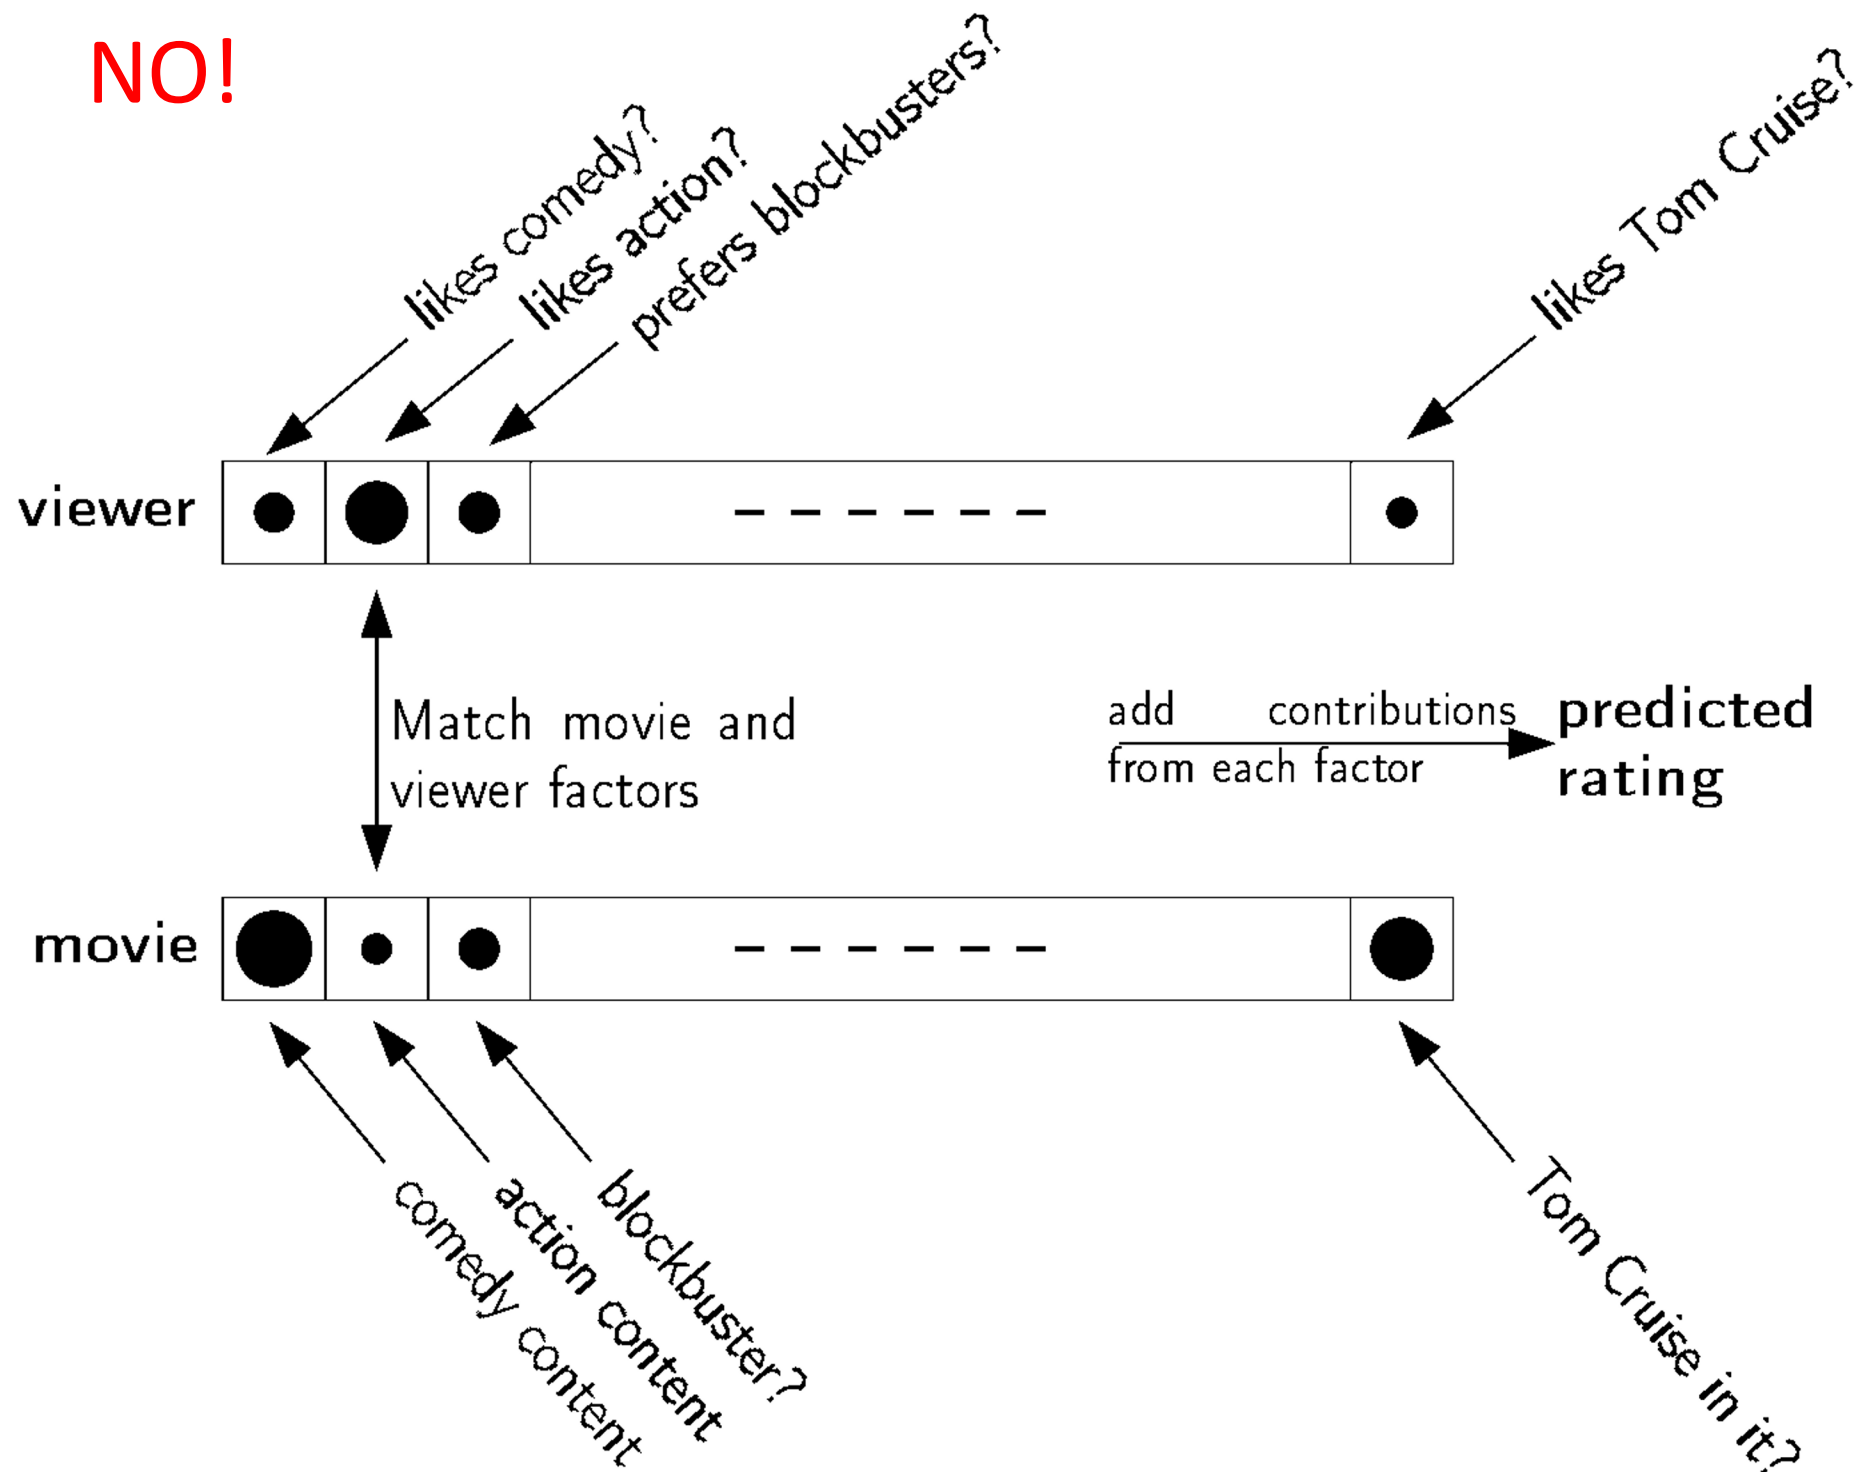 NO!
likes comedy?
likes action?
prefers blockbusters?
likes Tom Cruise?
viewer
Match movie and
viewer factors
add contributions
from each factor
predicted
rating
movie
comedy content
action content
blockbuster?
Tom Cruise in it?